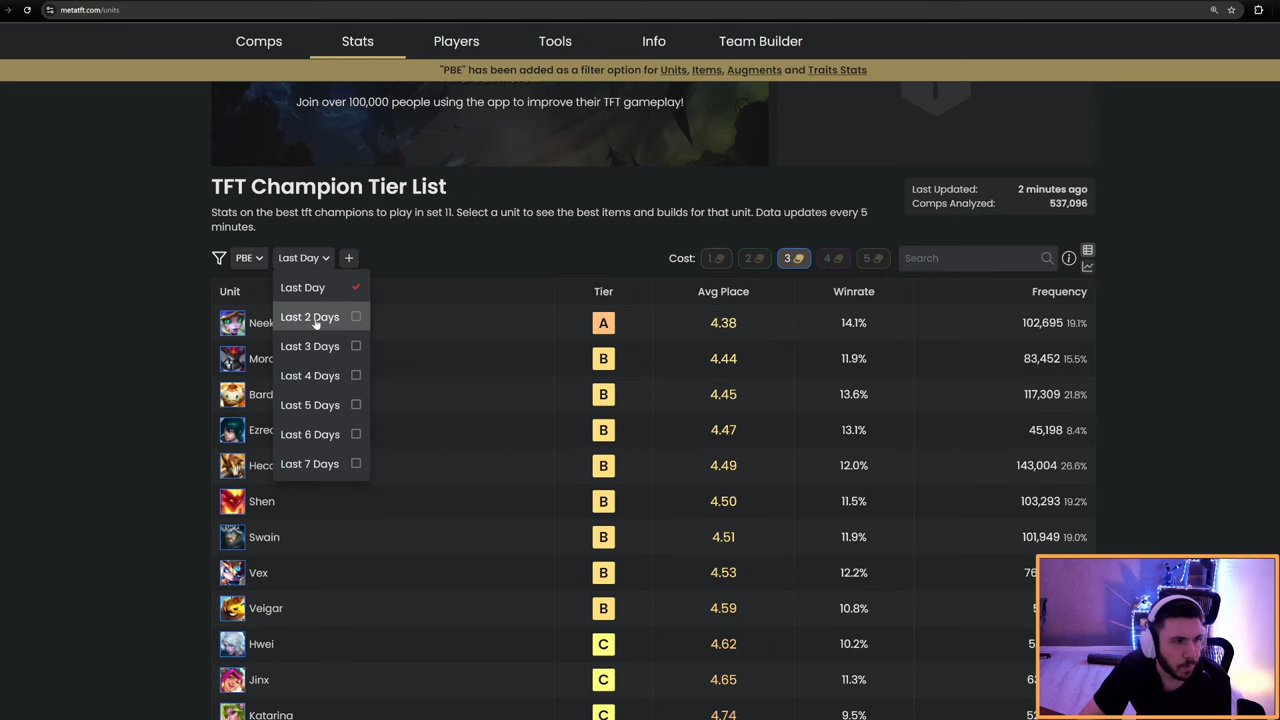 metatft.com/units
Comps Stats Players Tools Info Team Builder
"PBE" has been added as a filter option for Units, Items, Augments and Traits Stats
Join over 100,000 people using the app to improve their TFT gameplay!
TFT Champion Tier List
Last Updated: 2 minutes ago
Comps Analyzed: 537,096
Stats on the best tft champions to play in set 11. Select a unit to see the best items and builds for that unit. Data updates every 5
minutes.
PBE Last Day + Cost: 1 2 3 4 5 Search
Last Day
Last 2 Days
Last 3 Days
Last 4 Days
Last 5 Days
Last 6 Days
Last 7 Days
Unit Tier Avg Place Winrate Frequency
Neek A 4.38 14.1% 102,695 19.1%
B 4.44 11.9% 83,452 15.5%
Bard B 4.45 13.6% 117,309 21.8%
B 4.47 13.1% 45,198 8.4%
B 4.49 12.0% 143,004 26.6%
Shen B 4.50 11.5% 103,293 19.2%
Swain B 4.51 11.9% 101,949 19.0%
Vex B 4.53 12.2%
Veigar B 4.59 10.8%
Hwei C 4.62 10.2%
Jinx C 4.65 11.3%
Katarina C 4.74 9.5%